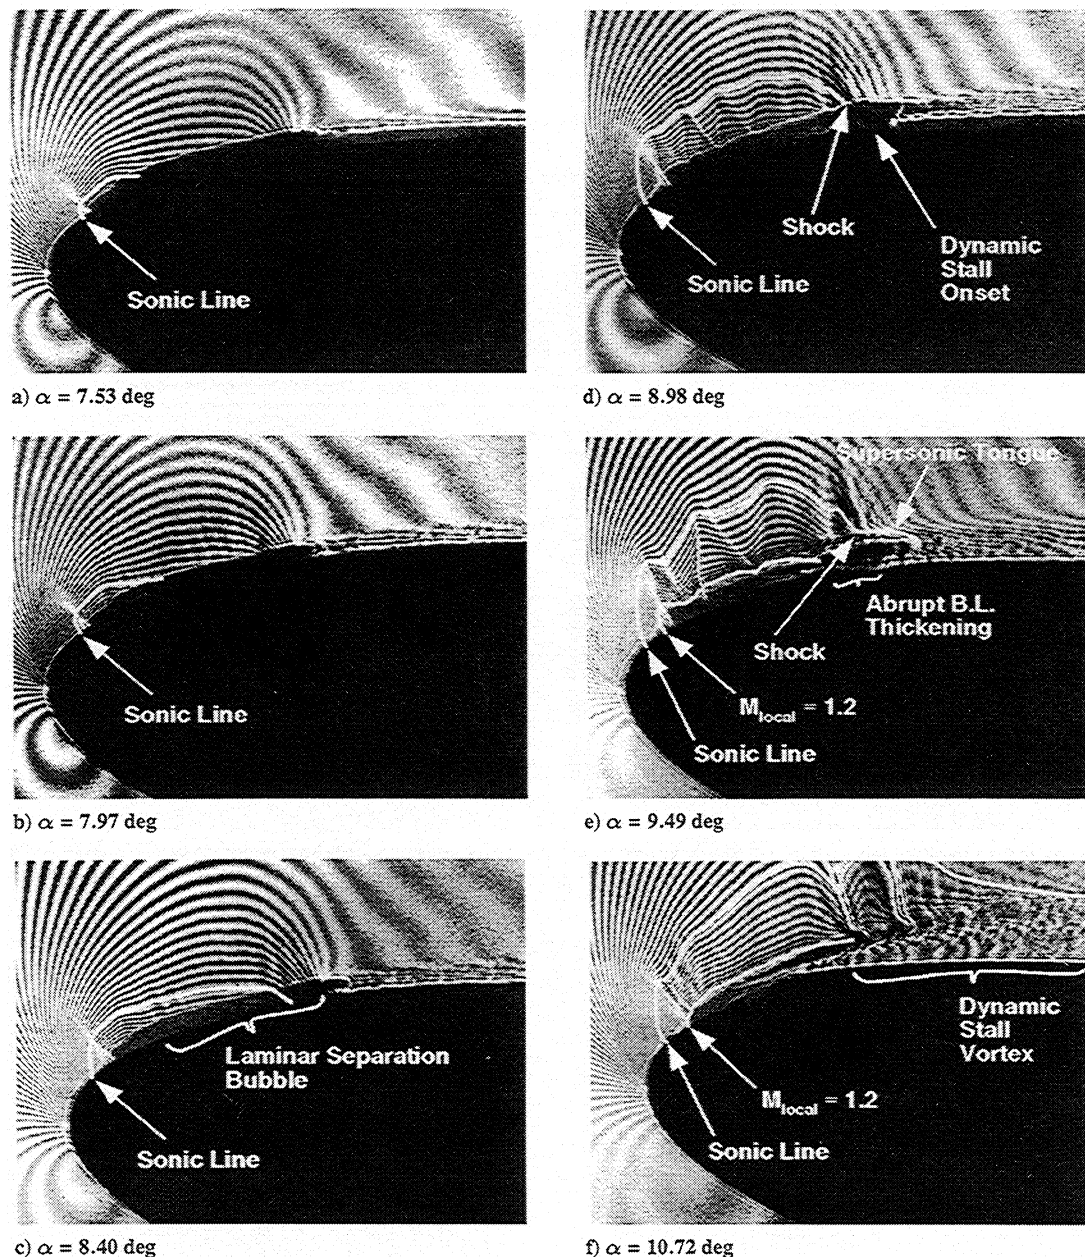 Sonic Line
a) α = 7.53 deg
Sonic Line
b) α = 7.97 deg
Laminar Separation
Bubble
Sonic Line
c) α = 8.40 deg
Shock
Sonic Line
Dynamic
Stall
Onset
d) α = 8.98 deg
Supersonic Tongue
Abrupt B.L.
Thickening
Shock
M_local = 1.2
Sonic Line
e) α = 9.49 deg
Dynamic
Stall
Vortex
M_local = 1.2
Sonic Line
f) α = 10.72 deg